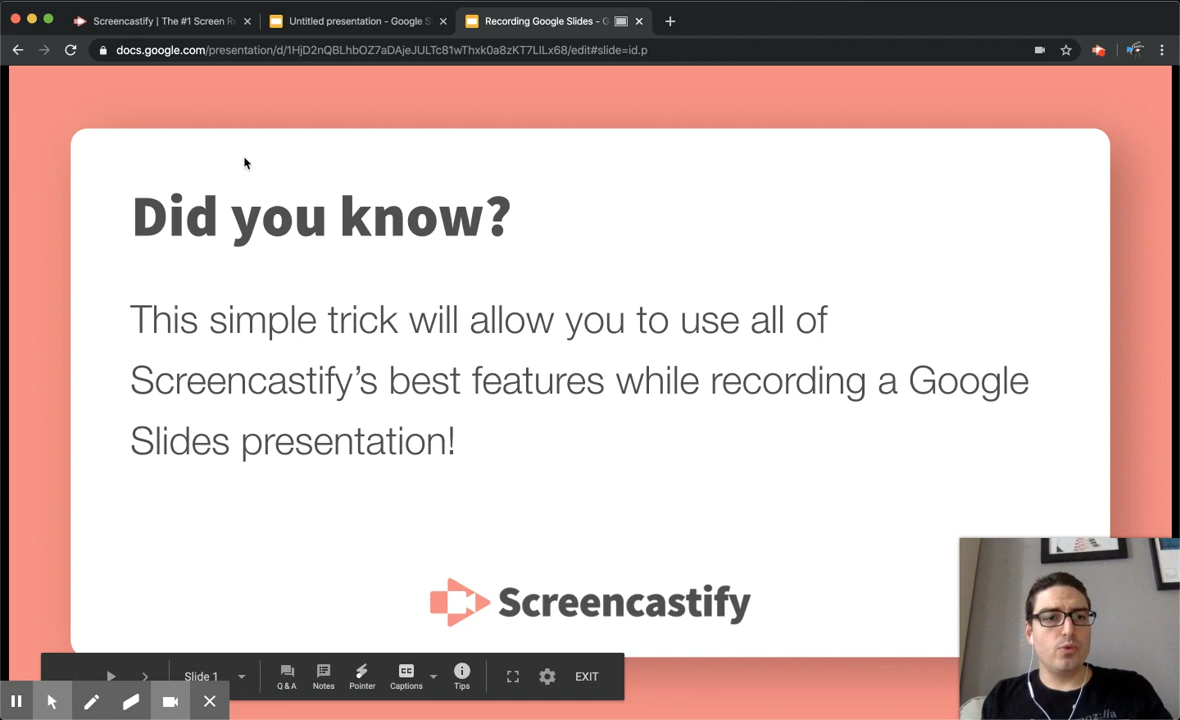 Screencastify | The #1 Screen R
Untitled presentation - Google S
Recording Google Slides - G
docs.google.com/presentation/d/1HjD2nQBLhbOZ7aDAjeJULTc81wThxk0a8zKT7LILx68/edit#slide=id.p
Did you know?
This simple trick will allow you to use all of
Screencastify’s best features while recording a Google
Slides presentation!
Screencastify
Slide 1
Q & A
Notes
Pointer
CC
Captions
Tips
EXIT
moz://a